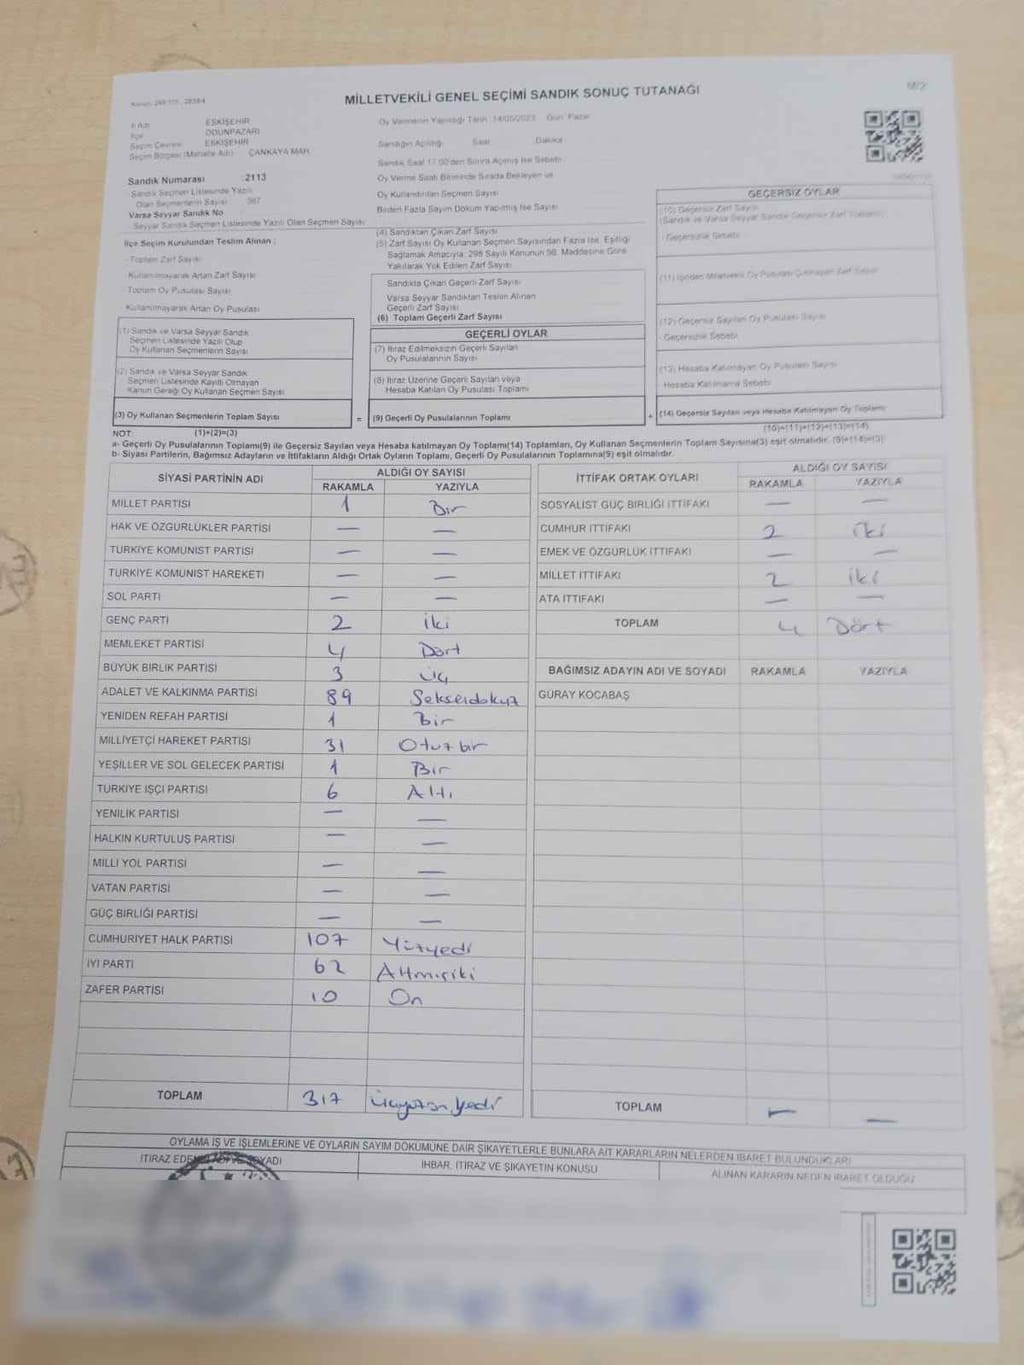 MİLLETVEKİLİ GENEL SEÇİMİ SANDIK SONUÇ TUTANAĞI
M/2
İl Adı ESKİŞEHİR
İlçe ODUNPAZARI
Seçim Çevresi ESKİŞEHİR
Seçim Bölgesi (Mahalle Adı) ÇANKAYA MAH.
Oy Vermenin Yapıldığı Tarih :14/05/2023 Gün: Pazar
Sandığın Açıldığı Saat Dakika
Sandık Saat 17:00'den Sonra Açılmış İse Sebebi
Sandık Numarası :2113
Sandık Seçmen Listesinde Yazılı
Olan Seçmenlerin Sayısı 367
Varsa Seyyar Sandık No
Seyyar Sandık Seçmen Listesinde Yazılı Olan Seçmen Sayısı
Oy Verme Saati Bitiminde Sırada Bekleyen ve
Oy Kullandırılan Seçmen Sayısı
Birden Fazla Sayım Döküm Yapılmış İse Sayısı
İlçe Seçim Kurulundan Teslim Alınan ;
- Toplam Zarf Sayısı
Kullanılmayarak Artan Zarf Sayısı
Toplam Oy Pusulası Sayısı
- Kullanılmayarak Artan Oy Pusulası
(4) Sandıktan Çıkan Zarf Sayısı
(5) Zarf Sayısı Oy Kullanan Seçmen Sayısından Fazla İse, Eşitliği
Sağlamak Amacıyla; 298 Sayılı Kanunun 98. Maddesine Göre
Yakılarak Yok Edilen Zarf Sayısı
Sandıkta Çıkan Geçerli Zarf Sayısı
Varsa Seyyar Sandıktan Teslim Alınan
Geçerli Zarf Sayısı
(6) Toplam Geçerli Zarf Sayısı
GEÇERSİZ OYLAR
(10) Geçersiz Zarf Sayısı
(Sandık ve Varsa Seyyar Sandık Geçersiz Zarf Toplamı)
- Geçersizlik Sebebi
(11) İçinden Milletvekili Oy Pusulası Çıkmayan Zarf Sayısı
(12) Geçersiz Sayılan Oy Pusulası Sayısı
- Geçersizlik Sebebi
(13) Hesaba Katılmayan Oy Pusulası Sayısı
Hesaba Katılmama Sebebi
(14) Geçersiz Sayılan veya Hesaba Katılmayan Oy Toplamı
(10)+(11)+(12)+(13)=(14)
(1) Sandık ve Varsa Seyyar Sandık
Seçmen Listesinde Yazılı Olup
Oy Kullanan Seçmenlerin Sayısı
(2) Sandık ve Varsa Seyyar Sandık
Seçmen Listesinde Kayıtlı Olmayan
Kanun Gereği Oy Kullanan Seçmen Sayısı
(3) Oy Kullanan Seçmenlerin Toplam Sayısı =
GEÇERLİ OYLAR
(7) İtiraz Edilmeksizin Geçerli Sayılan
Oy Pusulalarının Sayısı
(8) İtiraz Üzerine Geçerli Sayılan veya
Hesaba Katılan Oy Pusulası Toplamı
(9) Geçerli Oy Pusulalarının Toplamı +
NOT: (1)+(2)=(3)
a- Geçerli Oy Pusulalarının Toplamı(9) ile Geçersiz Sayılan veya Hesaba katılmayan Oy Toplamı(14) Toplamları, Oy Kullanan Seçmenlerin Toplam Sayısına(3) eşit olmalıdır. (9)+(14)=(3)
b- Siyasi Partilerin, Bağımsız Adayların ve İttifakların Aldığı Ortak Oyların Toplamı, Geçerli Oy Pusulalarının Toplamına(9) eşit olmalıdır.
SİYASİ PARTİNİN ADI ALDIĞI OY SAYISI
RAKAMLA YAZIYLA
MİLLET PARTİSİ 1 Bir
HAK VE ÖZGÜRLÜKLER PARTİSİ — —
TÜRKİYE KOMÜNİST PARTİSİ — —
TÜRKİYE KOMÜNİST HAREKETİ — —
SOL PARTİ — —
GENÇ PARTİ 2 İki
MEMLEKET PARTİSİ 4 Dört
BÜYÜK BİRLİK PARTİSİ 3 Üç
ADALET VE KALKINMA PARTİSİ 89 Seksendokuz
YENİDEN REFAH PARTİSİ 1 Bir
MİLLİYETÇİ HAREKET PARTİSİ 31 Otuzbir
YEŞİLLER VE SOL GELECEK PARTİSİ 1 Bir
TÜRKİYE İŞÇİ PARTİSİ 6 Altı
YENİLİK PARTİSİ — —
HALKIN KURTULUŞ PARTİSİ — —
MİLLİ YOL PARTİSİ — —
VATAN PARTİSİ — —
GÜÇ BİRLİĞİ PARTİSİ — —
CUMHURİYET HALK PARTİSİ 107 Yüzyedi
İYİ PARTİ 62 Altmışiki
ZAFER PARTİSİ 10 On
TOPLAM 317 Üçyüzon yedi
İTTİFAK ORTAK OYLARI ALDIĞI OY SAYISI
RAKAMLA YAZIYLA
SOSYALİST GÜÇ BİRLİĞİ İTTİFAKI — —
CUMHUR İTTİFAKI 2 İki
EMEK VE ÖZGÜRLÜK İTTİFAKI — —
MİLLET İTTİFAKI 2 İki
ATA İTTİFAKI — —
TOPLAM 4 Dört
BAĞIMSIZ ADAYIN ADI VE SOYADI RAKAMLA YAZIYLA
GÜRAY KOCABAŞ
TOPLAM — —
OYLAMA İŞ VE İŞLEMLERİNE VE OYLARIN SAYIM DÖKÜMÜNE DAİR ŞİKAYETLERLE BUNLARA AİT KARARLARIN NELERDEN İBARET BULUNDUKLARI
İTİRAZ EDENİN ADI VE SOYADI
İHBAR, İTİRAZ VE ŞİKAYETİN KONUSU
ALINAN KARARIN NEDEN İBARET OLDUĞU